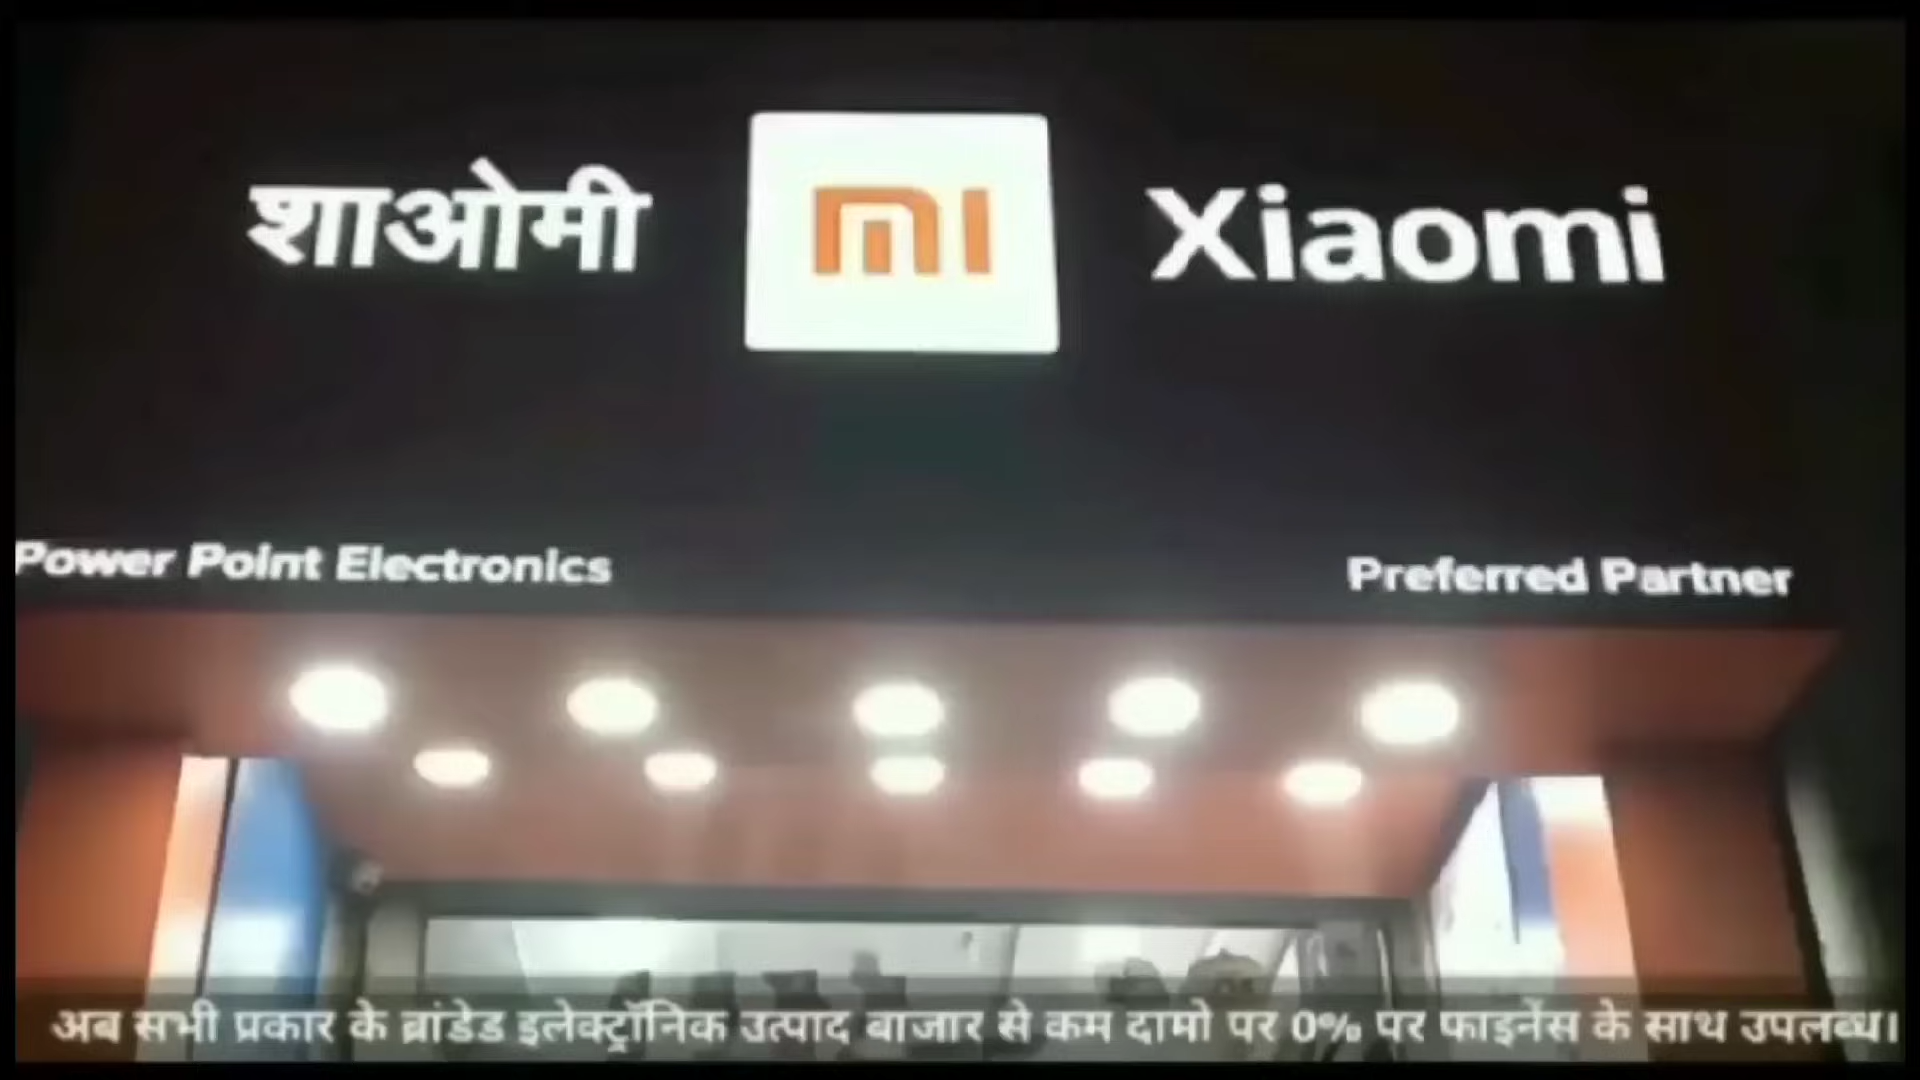 शाओमी mi Xiaomi
Power Point Electronics Preferred Partner
अब सभी प्रकार के ब्रांडेड इलेक्ट्रॉनिक उत्पाद बाजार से कम दामो पर 0% पर फाइनेंस के साथ उपलब्ध।